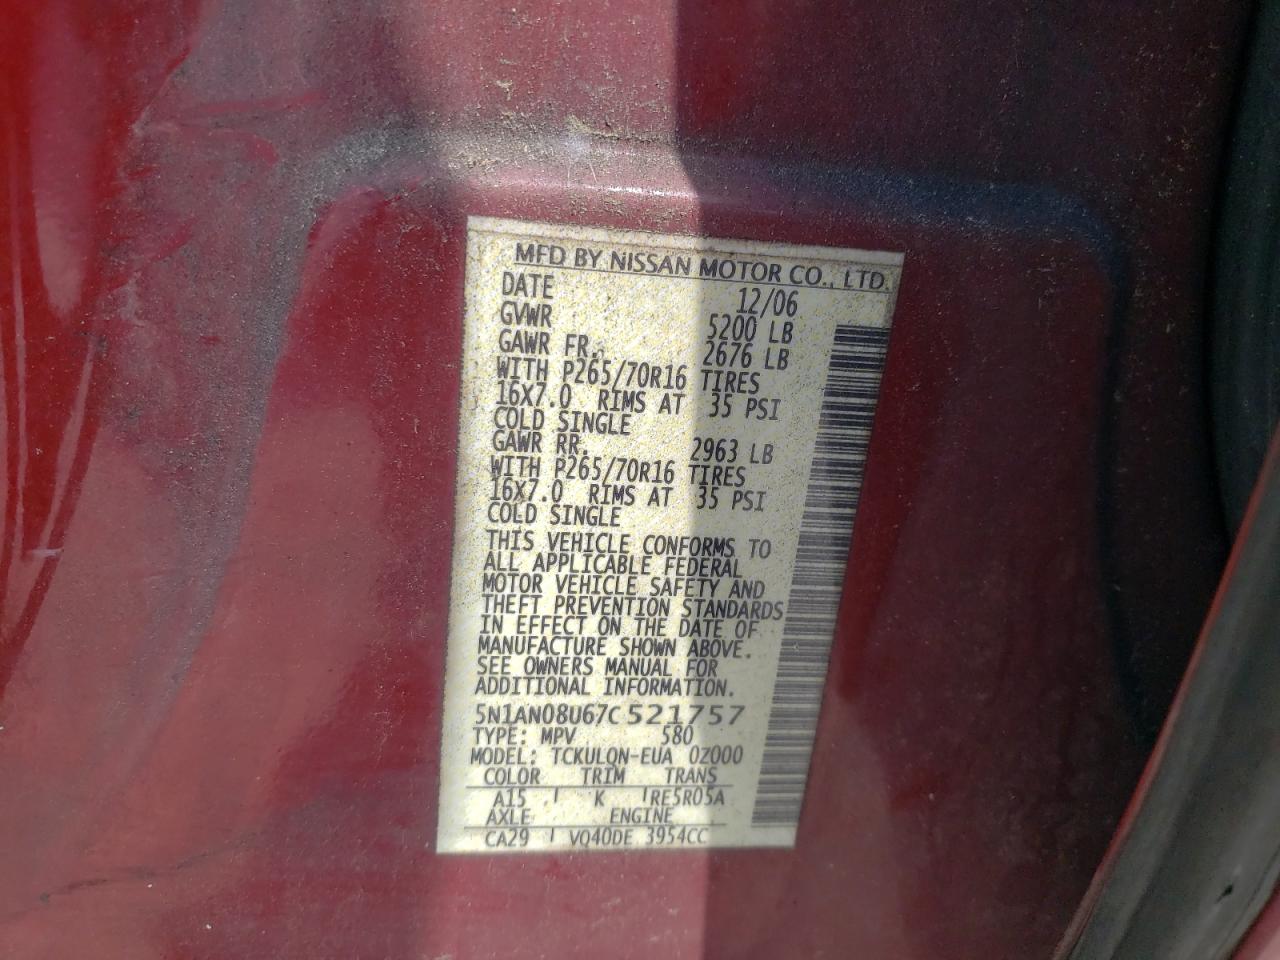 MFD BY NISSAN MOTOR CO., LTD.
DATE 12/06
GVWR 5200 LB
GAWR FR. 2676 LB
WITH P265/70R16 TIRES
16X7.0 RIMS AT 35 PSI
COLD SINGLE
GAWR RR. 2963 LB
WITH P265/70R16 TIRES
16X7.0 RIMS AT 35 PSI
COLD SINGLE
THIS VEHICLE CONFORMS TO
ALL APPLICABLE FEDERAL
MOTOR VEHICLE SAFETY AND
THEFT PREVENTION STANDARDS
IN EFFECT ON THE DATE OF
MANUFACTURE SHOWN ABOVE.
SEE OWNERS MANUAL FOR
ADDITIONAL INFORMATION.
5N1AN08U67C521757
TYPE: MPV 580
MODEL: TCKULQN-EUA 0Z000
COLOR TRIM TRANS
A15 K RE5R05A
AXLE ENGINE
CA29 VQ40DE 3954CC